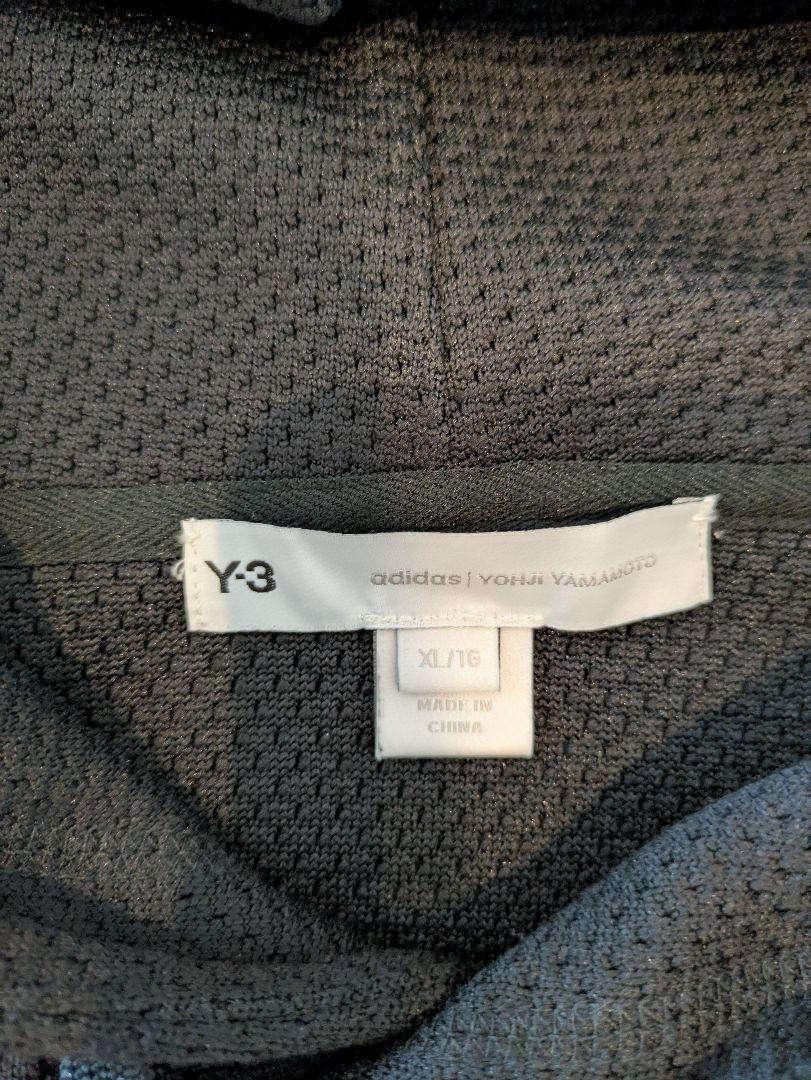 Y-3 adidas | YOHJI YAMAMOTO
XL/TG
MADE IN
CHINA